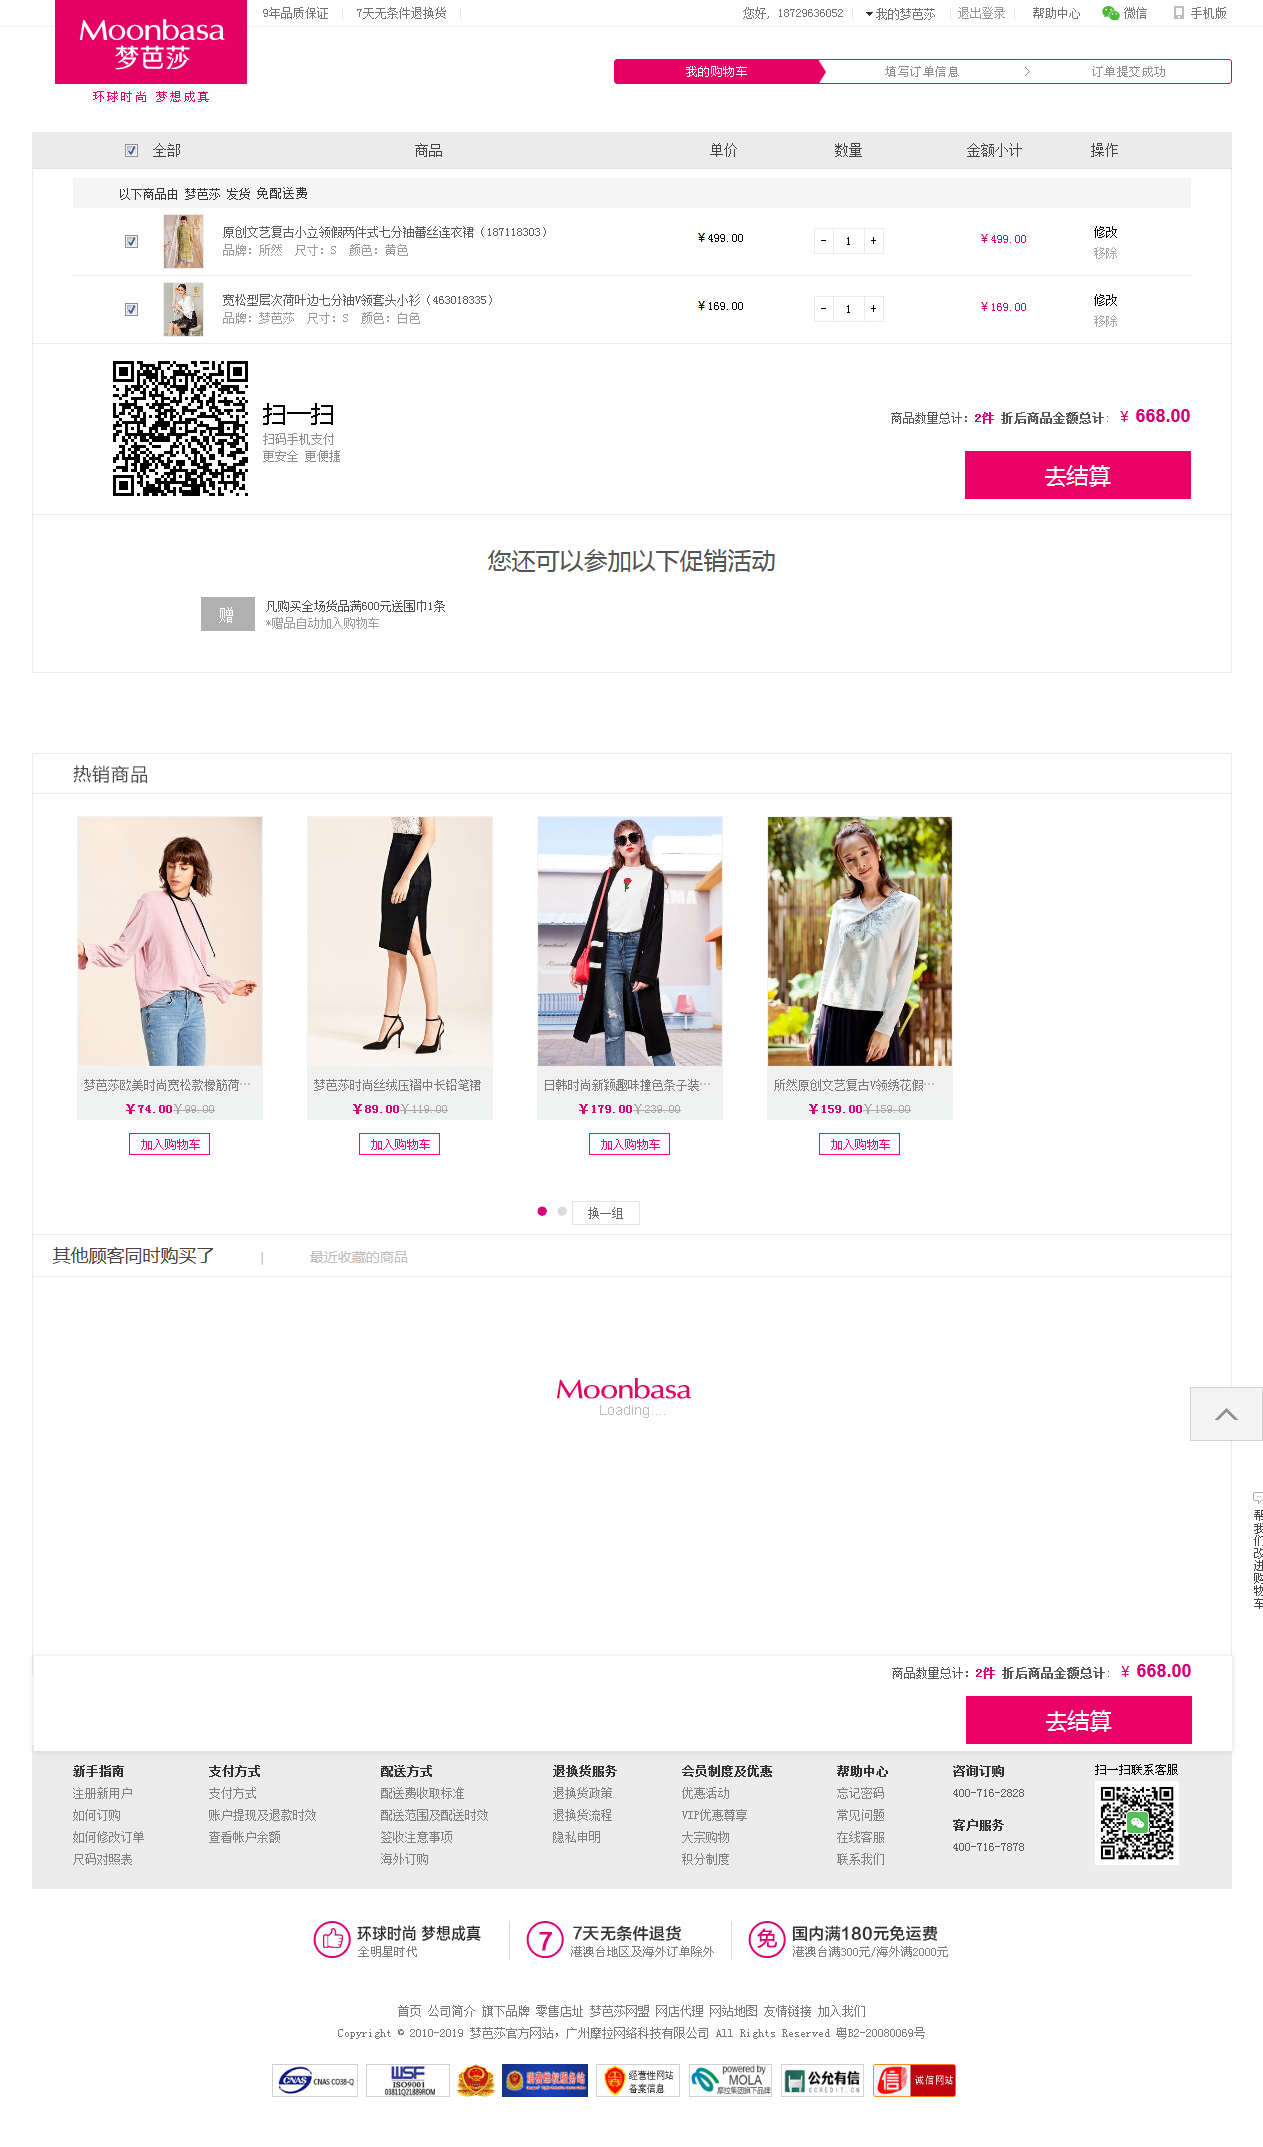 Moonbasa
梦芭莎
环球时尚 梦想成真
9年品质保证
7天无条件退换货
您好, 18729636052
我的梦芭莎
退出登录
帮助中心
微信
手机版
我的购物车
填写订单信息
订单提交成功
全部
商品
单价
数量
金额小计
操作
以下商品由 梦芭莎 发货 免配送费
原创文艺复古小立领假两件式七分袖蕾丝连衣裙（187118303）
品牌：所然 尺寸：S 颜色：黄色
¥499.00
- 1 +
¥499.00
修改
移除
宽松型层次荷叶边七分袖V领套头小衫（463018335）
品牌：梦芭莎 尺寸：S 颜色：白色
¥169.00
- 1 +
¥169.00
修改
移除
扫一扫
扫码手机支付
更安全 更便捷
商品数量总计：2件 折后商品金额总计： ¥ 668.00
去结算
您还可以参加以下促销活动
赠
凡购买全场货品满600元送围巾1条
*赠品自动加入购物车
热销商品
梦芭莎欧美时尚宽松款橡筋荷…
¥74.00¥99.00
加入购物车
梦芭莎时尚丝绒压褶中长铅笔裙
¥89.00¥119.00
加入购物车
日韩时尚新颖趣味撞色条子装…
¥179.00¥239.00
加入购物车
所然原创文艺复古V领绣花假…
¥159.00¥159.00
加入购物车
换一组
其他顾客同时购买了
|
最近收藏的商品
Moonbasa
Loading....
帮我们改进购物车
商品数量总计：2件 折后商品金额总计： ¥ 668.00
去结算
新手指南
注册新用户
如何订购
如何修改订单
尺码对照表
支付方式
支付方式
账户提现及退款时效
查看帐户余额
配送方式
配送费收取标准
配送范围及配送时效
签收注意事项
海外订购
退换货服务
退换货政策
退换货流程
隐私申明
会员制度及优惠
优惠活动
VIP优惠尊享
大宗购物
积分制度
帮助中心
忘记密码
常见问题
在线客服
联系我们
咨询订购
400-716-2828
客户服务
400-716-7878
扫一扫联系客服
环球时尚 梦想成真
全明星时代
7
7天无条件退货
港澳台地区及海外订单除外
免
国内满180元免运费
港澳台满300元/海外满2000元
首页 公司简介 旗下品牌 零售店址 梦芭莎网盟 网店代理 网站地图 友情链接 加入我们
Copyright © 2010-2019 梦芭莎官方网站，广州摩拉网络科技有限公司 All Rights Reserved 粤B2-20080069号
CNAS
CNAS CO38-Q
WSF
ISO9001
03811Q21889ROM
经营性网站
备案信息
powered by
MOLA
摩拉集团旗下品牌
公允有信
CCREDIT.CN
信
诚信网站